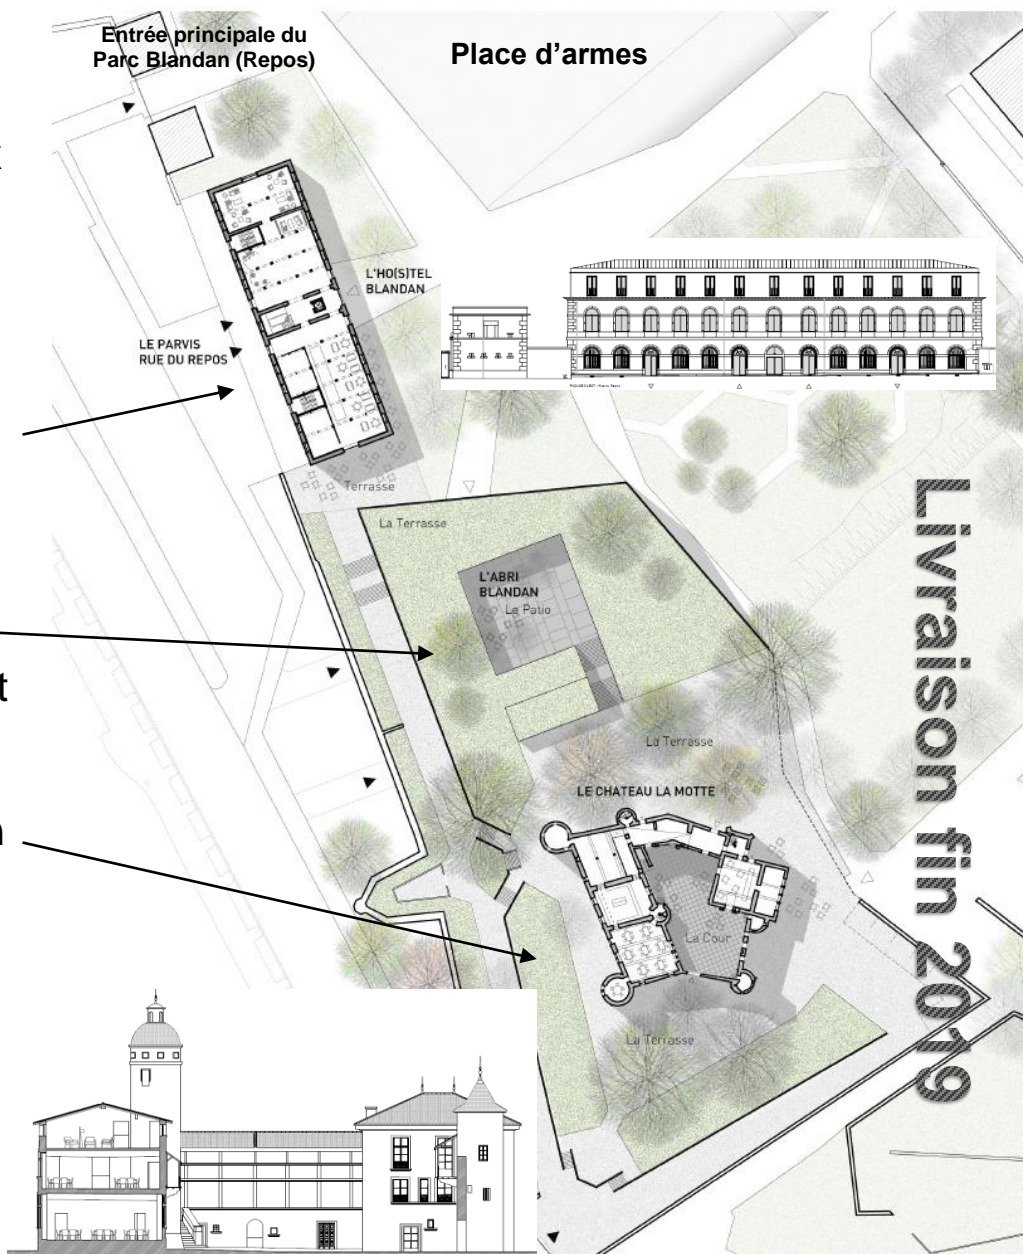 Entrée principale du
Parc Blandan (Repos)
Place d’armes
L'HO(S)TEL
BLANDAN
LE PARVIS
RUE DU REPOS
Terrasse
La Terrasse
L'ABRI
BLANDAN
Le Patio
t
La Terrasse
LE CHATEAU LA MOTTE
La Cour
La Terrasse
Livraison fin 2019